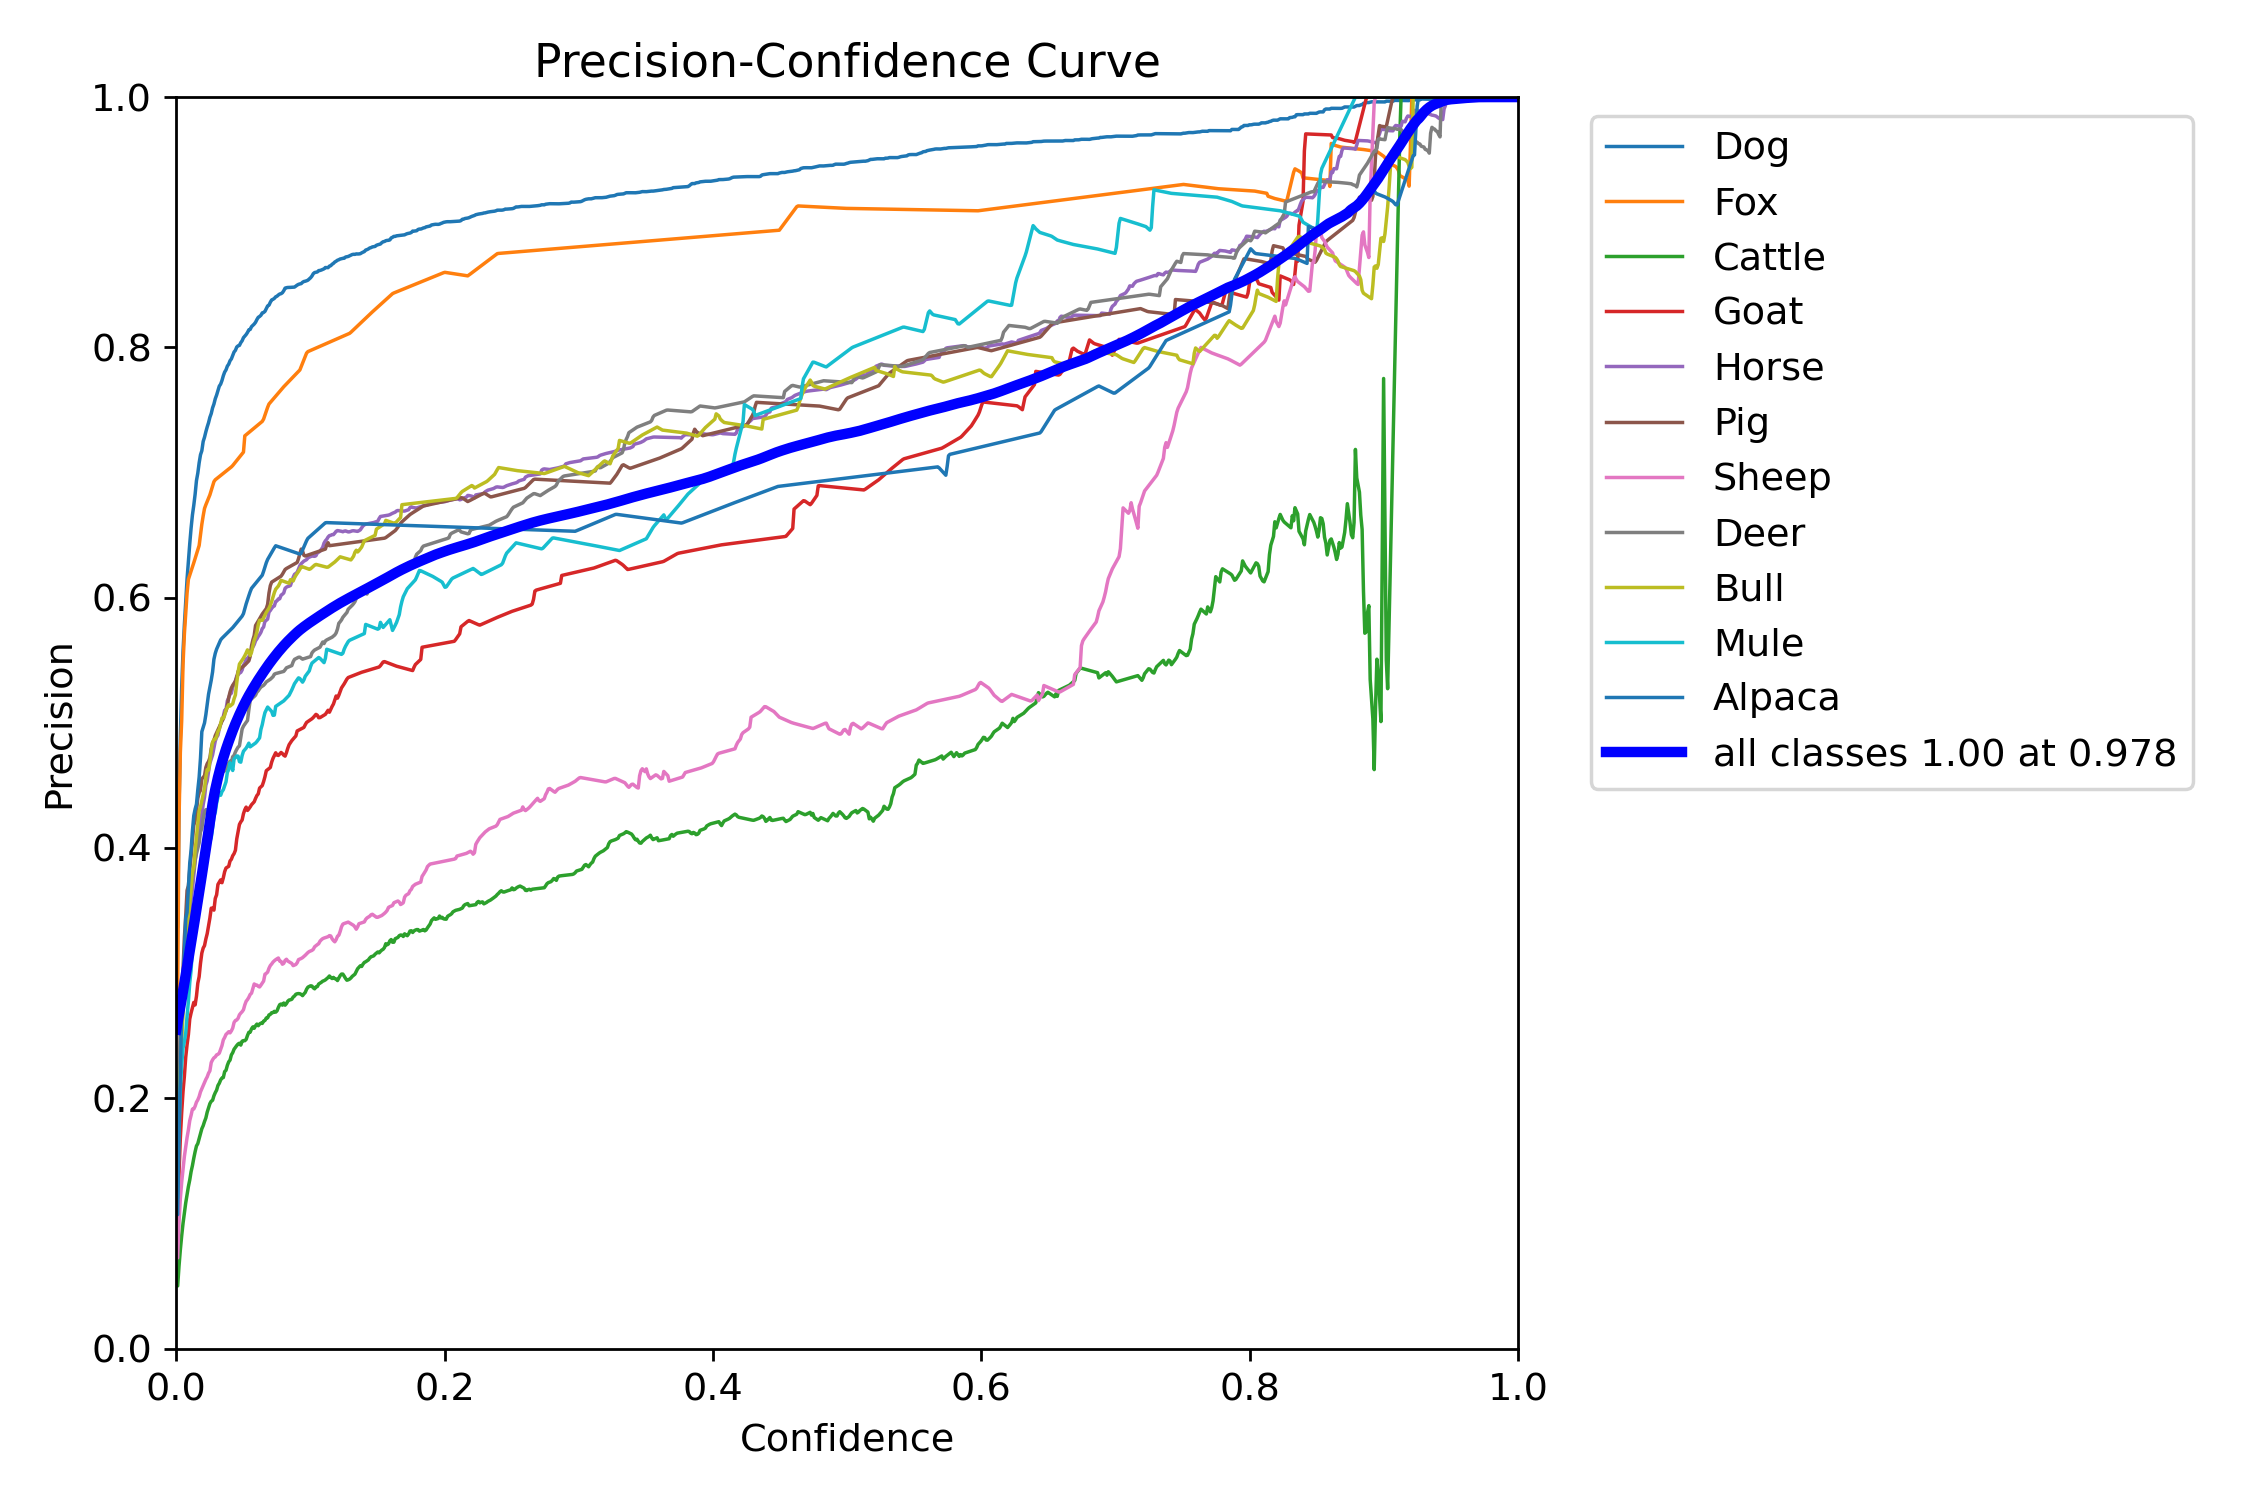 Precision-Confidence Curve
1.0
0.8
0.6
0.4
0.2
0.0
Precision
0.0 0.2 0.4 0.6 0.8 1.0
Confidence
Dog
Fox
Cattle
Goat
Horse
Pig
Sheep
Deer
Bull
Mule
Alpaca
all classes 1.00 at 0.978